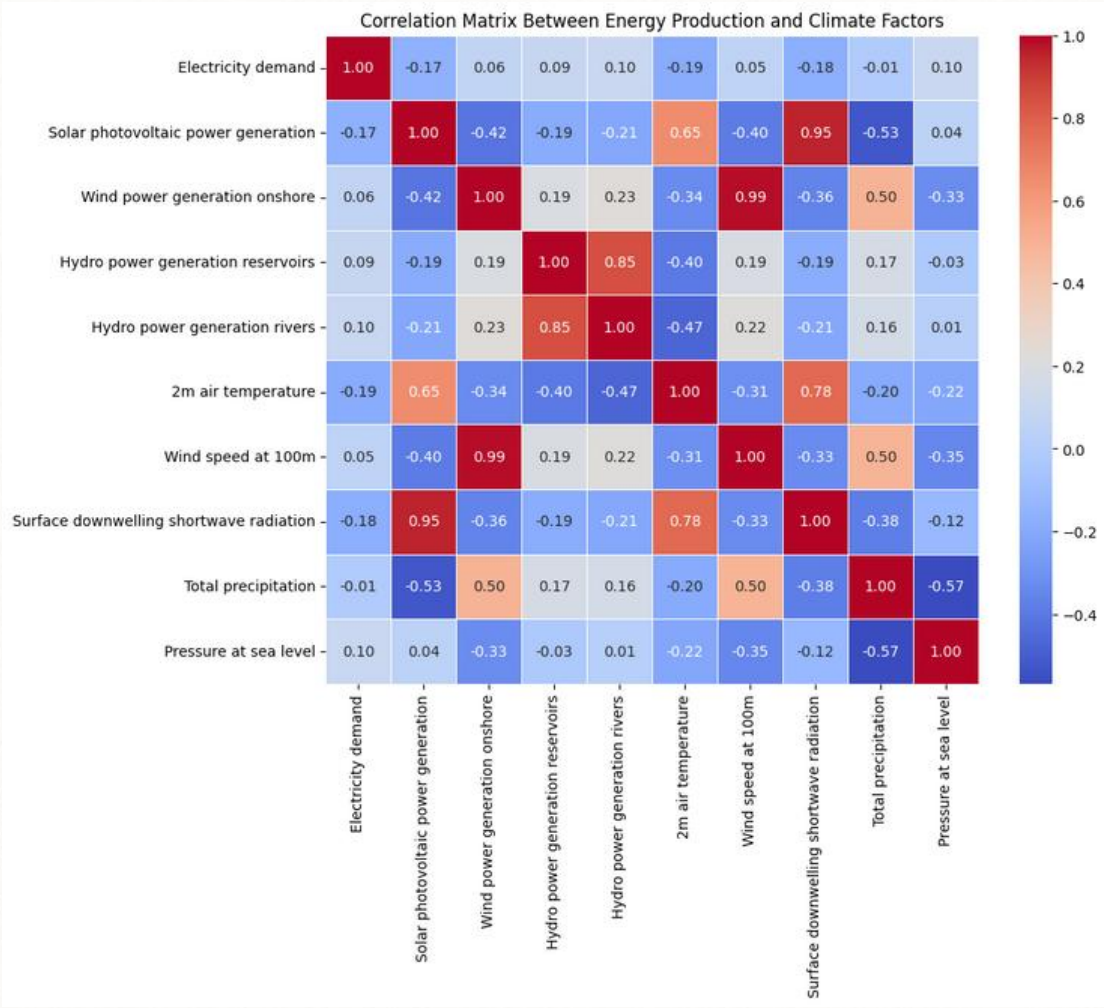 Correlation Matrix Between Energy Production and Climate Factors
Electricity demand 1.00 -0.17 0.06 0.09 0.10 -0.19 0.05 -0.18 -0.01 0.10
Solar photovoltaic power generation -0.17 1.00 -0.42 -0.19 -0.21 0.65 -0.40 0.95 -0.53 0.04
Wind power generation onshore 0.06 -0.42 1.00 0.19 0.23 -0.34 0.99 -0.36 0.50 -0.33
Hydro power generation reservoirs 0.09 -0.19 0.19 1.00 0.85 -0.40 0.19 -0.19 0.17 -0.03
Hydro power generation rivers 0.10 -0.21 0.23 0.85 1.00 -0.47 0.22 -0.21 0.16 0.01
2m air temperature -0.19 0.65 -0.34 -0.40 -0.47 1.00 -0.31 0.78 -0.20 -0.22
Wind speed at 100m 0.05 -0.40 0.99 0.19 0.22 -0.31 1.00 -0.33 0.50 -0.35
Surface downwelling shortwave radiation -0.18 0.95 -0.36 -0.19 -0.21 0.78 -0.33 1.00 -0.38 -0.12
Total precipitation -0.01 -0.53 0.50 0.17 0.16 -0.20 0.50 -0.38 1.00 -0.57
Pressure at sea level 0.10 0.04 -0.33 -0.03 0.01 -0.22 -0.35 -0.12 -0.57 1.00
Electricity demand
Solar photovoltaic power generation
Wind power generation onshore
Hydro power generation reservoirs
Hydro power generation rivers
2m air temperature
Wind speed at 100m
Surface downwelling shortwave radiation
Total precipitation
Pressure at sea level
1.0
0.8
0.6
0.4
0.2
0.0
−0.2
−0.4